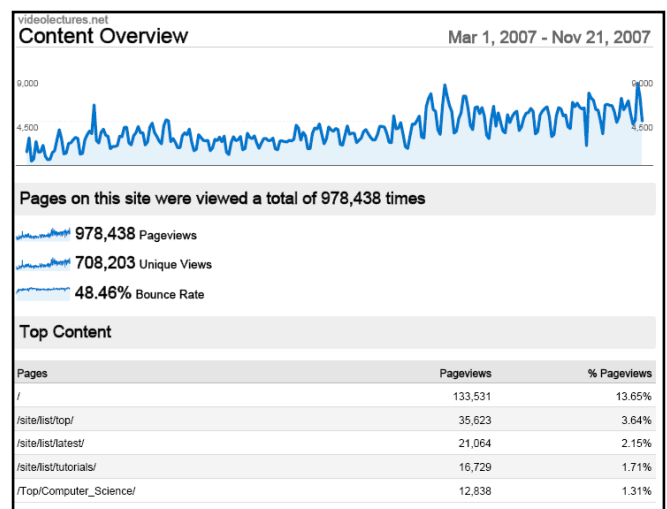 videolectures.net
Content Overview Mar 1, 2007 - Nov 21, 2007
9,000 9,000
4,500 4,500
Pages on this site were viewed a total of 978,438 times
978,438 Pageviews
708,203 Unique Views
48.46% Bounce Rate
Top Content
Pages Pageviews % Pageviews
/ 133,531 13.65%
/site/list/top/ 35,623 3.64%
/site/list/latest/ 21,064 2.15%
/site/list/tutorials/ 16,729 1.71%
/Top/Computer_Science/ 12,838 1.31%